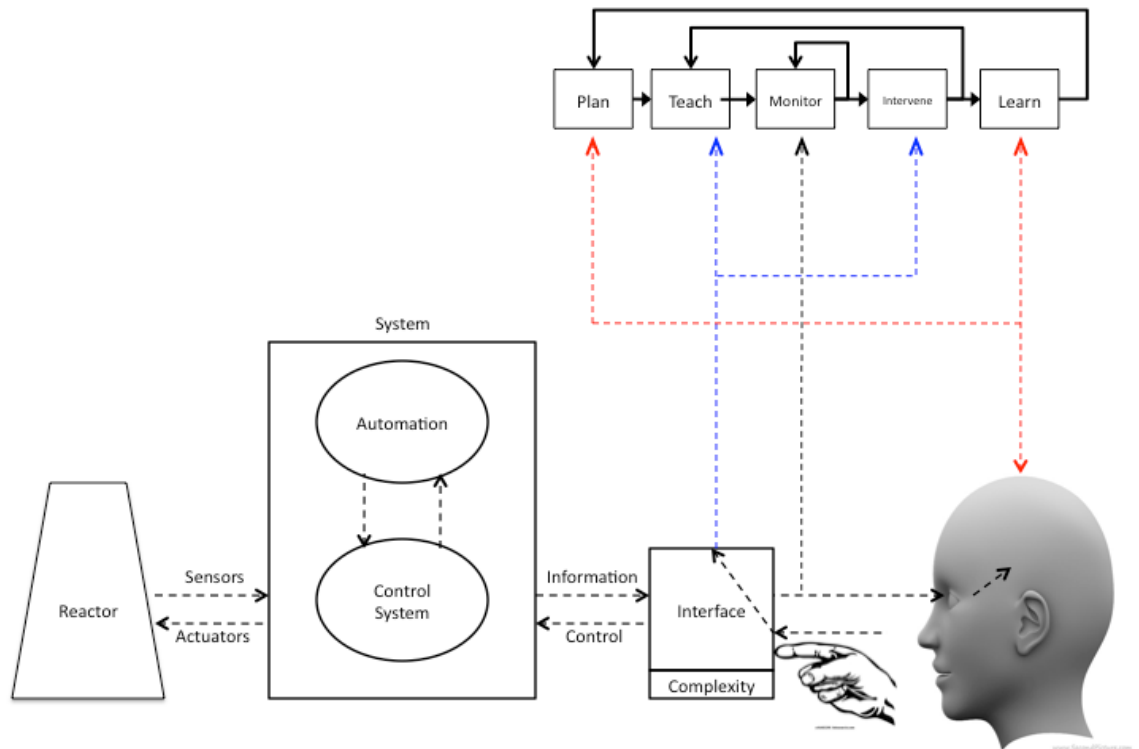 Plan
Teach
Monitor
Intervene
Learn
System
Automation
Control
System
Reactor
Sensors
Actuators
Information
Control
Interface
Complexity